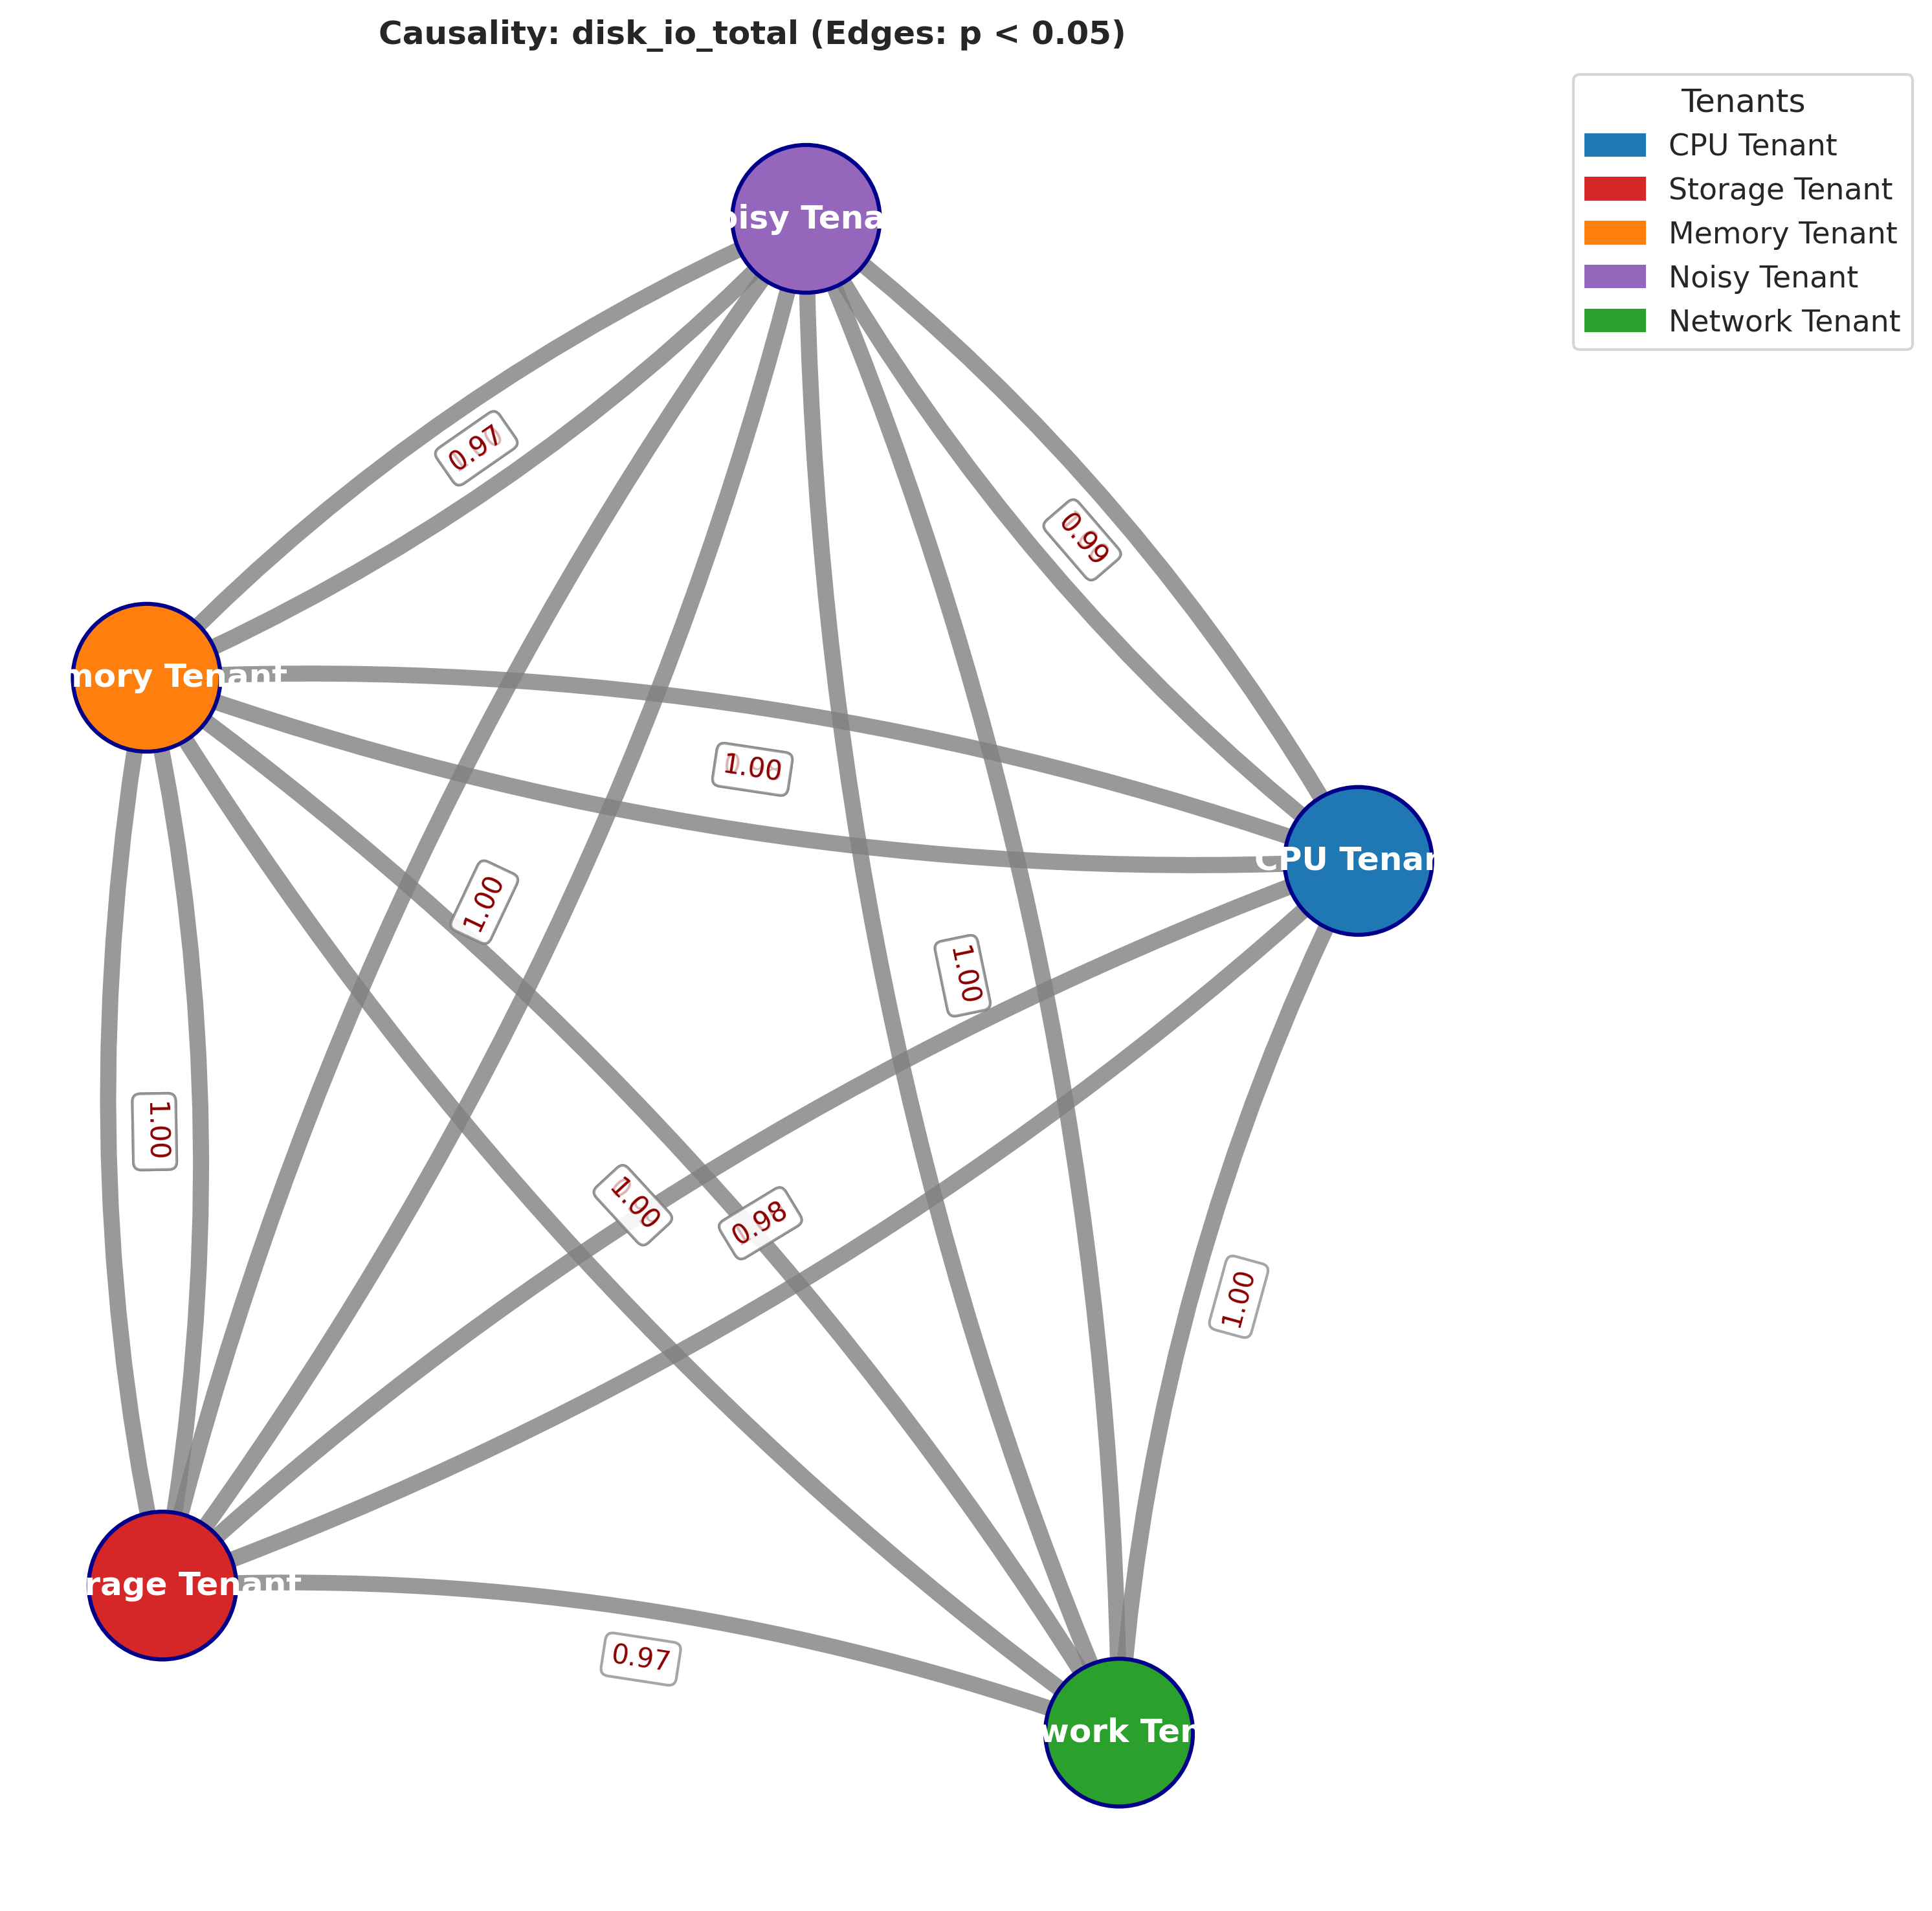 Causality: disk_io_total (Edges: p < 0.05)
Tenants
CPU Tenant
Storage Tenant
Memory Tenant
Noisy Tenant
Network Tenant
oisy Tena
0.97
0.99
mory Tenant
1.00
CPU Tenan
1.00
1.00
1.00
1.00
0.98
1.00
rage Tenant
0.97
work Ten